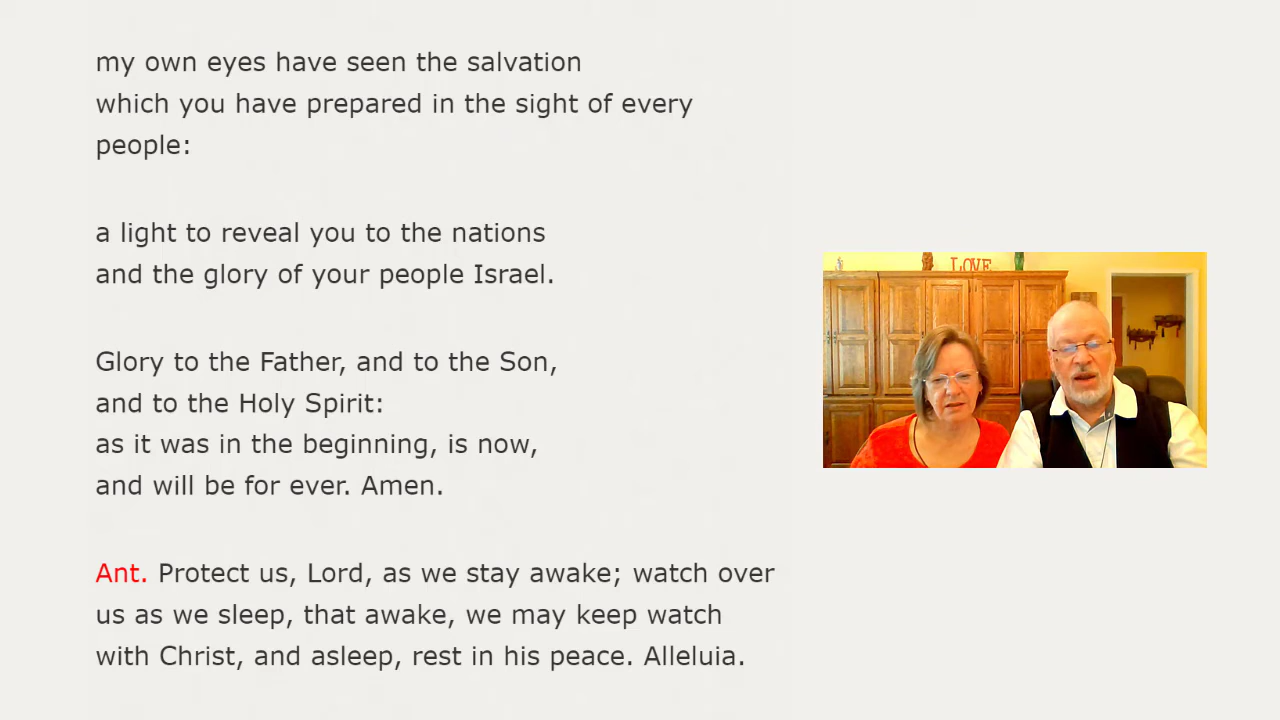 my own eyes have seen the salvation
which you have prepared in the sight of every
people:
a light to reveal you to the nations
and the glory of your people Israel.
Glory to the Father, and to the Son,
and to the Holy Spirit:
as it was in the beginning, is now,
and will be for ever. Amen.
Ant. Protect us, Lord, as we stay awake; watch over
us as we sleep, that awake, we may keep watch
with Christ, and asleep, rest in his peace. Alleluia.
LOVE